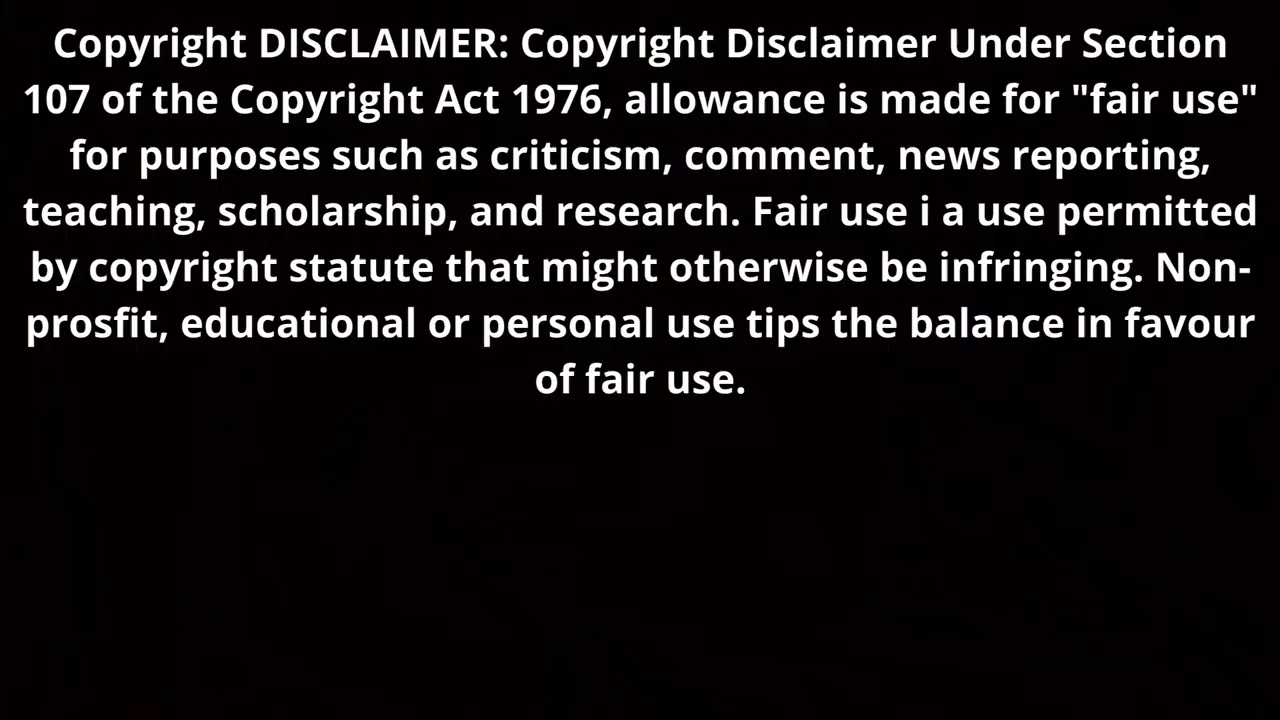 Copyright DISCLAIMER: Copyright Disclaimer Under Section
107 of the Copyright Act 1976, allowance is made for "fair use"
for purposes such as criticism, comment, news reporting,
teaching, scholarship, and research. Fair use i a use permitted
by copyright statute that might otherwise be infringing. Non-
prosfit, educational or personal use tips the balance in favour
of fair use.